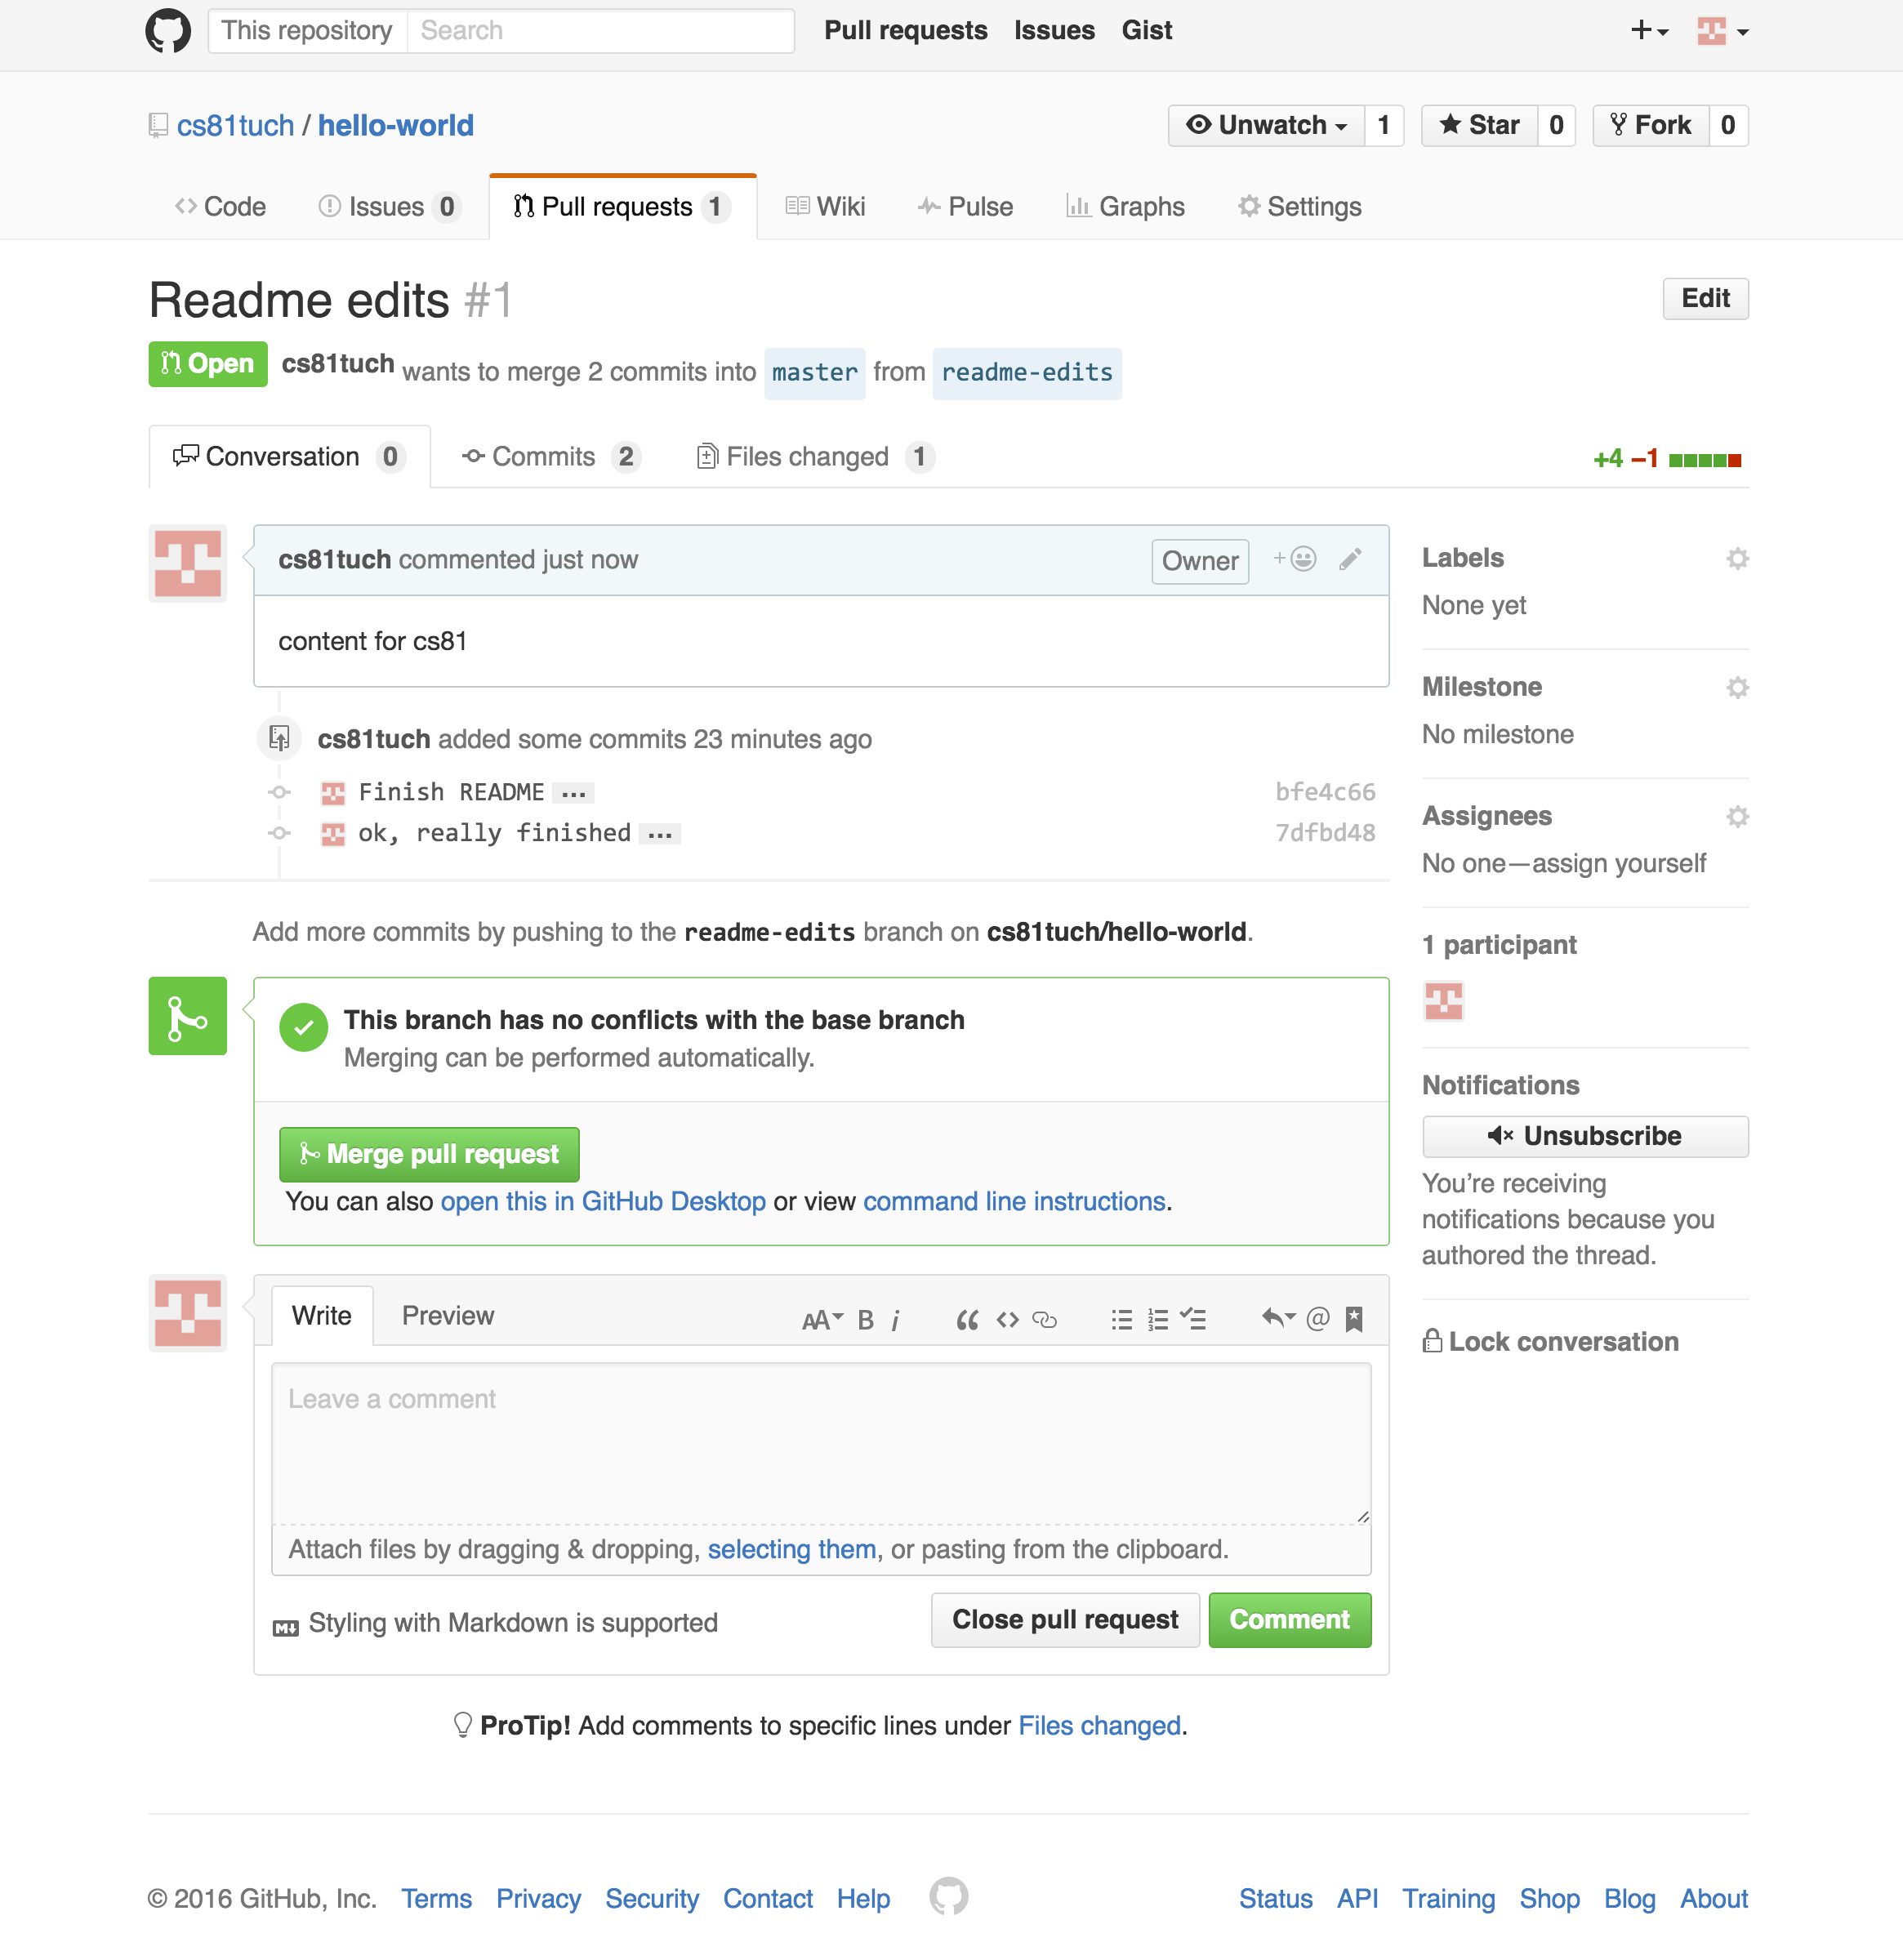 This repository Search Pull requests Issues Gist
cs81tuch / hello-world Unwatch 1 Star 0 Fork 0
Code Issues 0 Pull requests 1 Wiki Pulse Graphs Settings
Readme edits #1 Edit
Open cs81tuch wants to merge 2 commits into master from readme-edits
Conversation 0 Commits 2 Files changed 1 +4 −1
cs81tuch commented just now Owner
content for cs81
cs81tuch added some commits 23 minutes ago
Finish README … bfe4c66
ok, really finished … 7dfbd48
Add more commits by pushing to the readme-edits branch on cs81tuch/hello-world.
This branch has no conflicts with the base branch
Merging can be performed automatically.
Merge pull request
You can also open this in GitHub Desktop or view command line instructions.
Write Preview AA B i
Leave a comment
Attach files by dragging & dropping, selecting them, or pasting from the clipboard.
Styling with Markdown is supported Close pull request Comment
ProTip! Add comments to specific lines under Files changed.
Labels
None yet
Milestone
No milestone
Assignees
No one—assign yourself
1 participant
Notifications
Unsubscribe
You’re receiving
notifications because you
authored the thread.
Lock conversation
© 2016 GitHub, Inc. Terms Privacy Security Contact Help Status API Training Shop Blog About